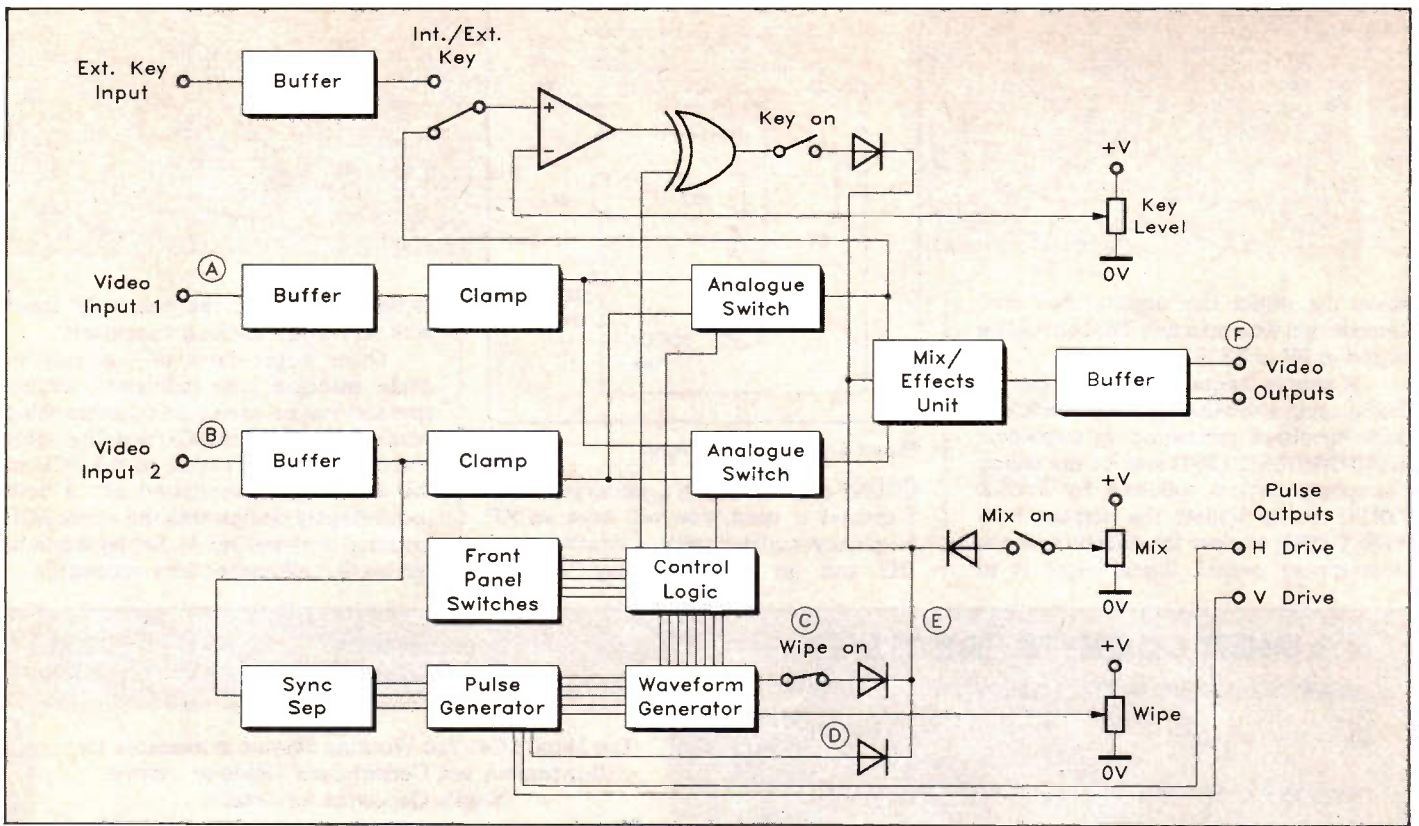 Int./Ext.
Key
Ext. Key
Input
Buffer
+
−
Key on
+V
Key
Level
0V
A
Video
Input 1
Buffer
Clamp
Analogue
Switch
Mix/
Effects
Unit
Buffer
F
Video
Outputs
B
Video
Input 2
Buffer
Clamp
Analogue
Switch
Front
Panel
Switches
Control
Logic
Mix on
+V
Mix
0V
Pulse
Outputs
H Drive
V Drive
C
Wipe on
E
Sync
Sep
Pulse
Generator
Waveform
Generator
D
+V
Wipe
0V